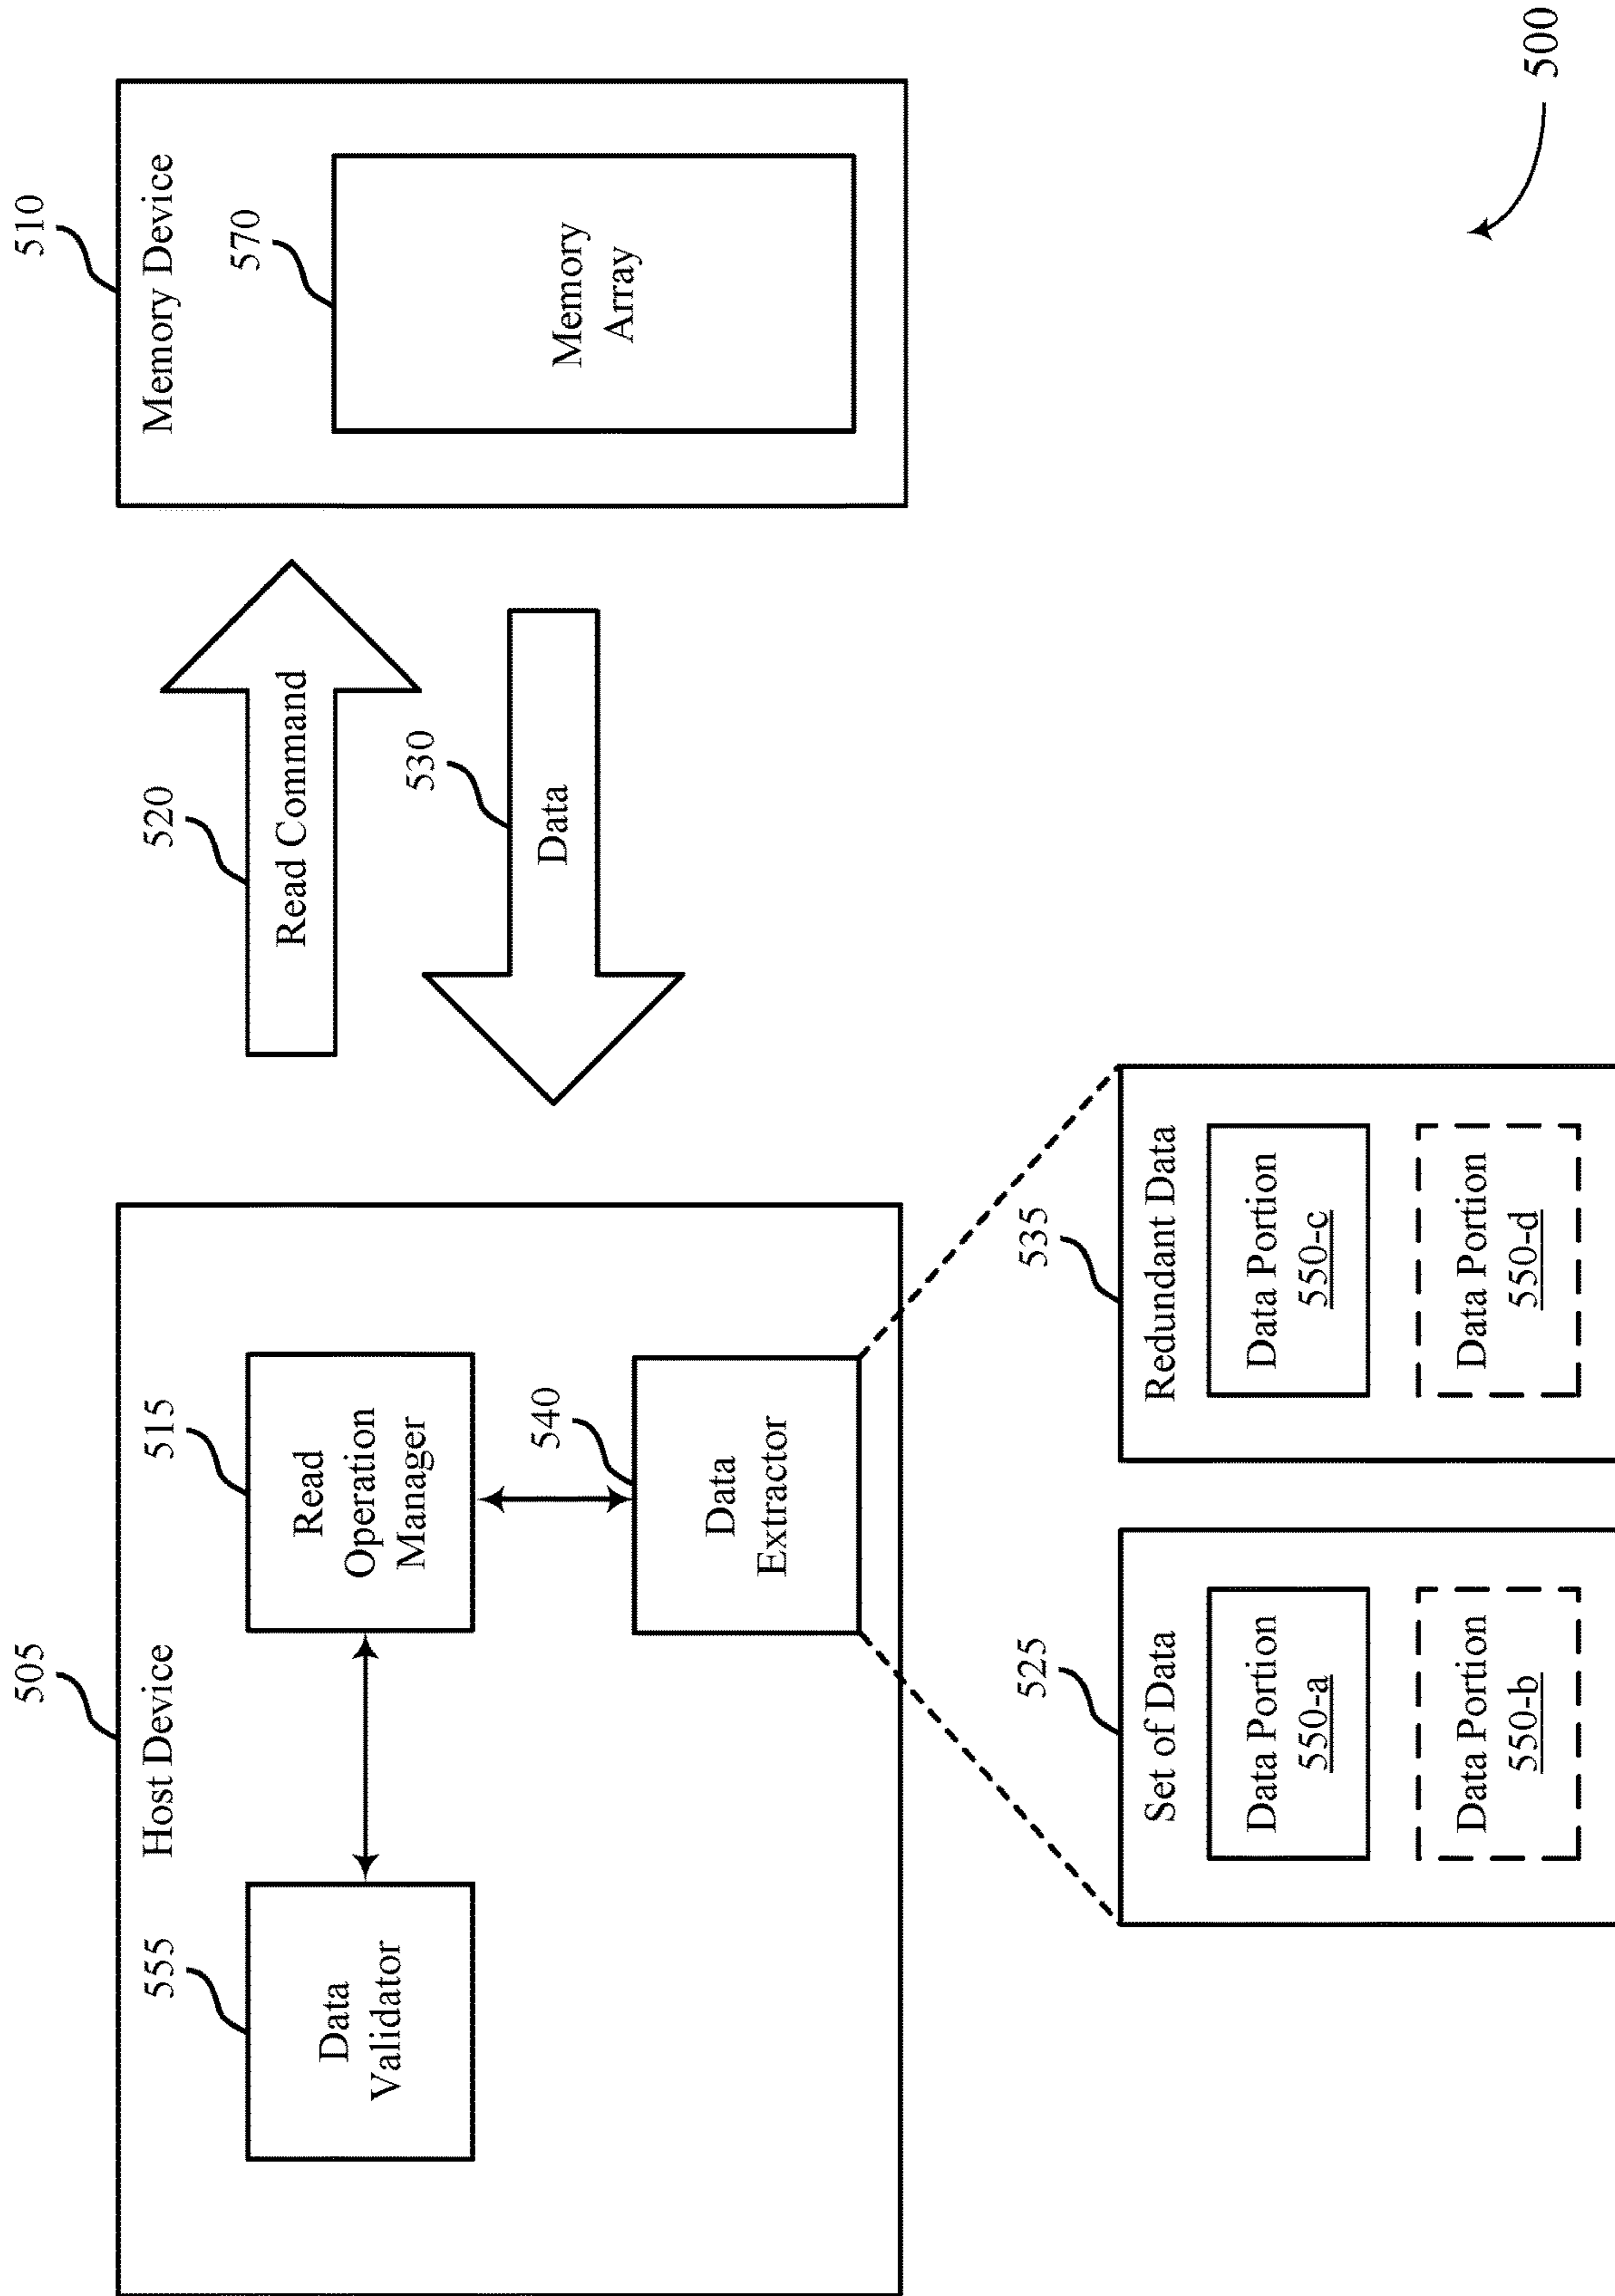 505
Host Device
555
Data
Validator
515
Read
Operation
Manager
540
Data
Extractor
520
Read Command
530
Data
510
Memory Device
570
Memory
Array
525
Set of Data
Data Portion
550-a
Data Portion
550-b
535
Redundant Data
Data Portion
550-c
Data Portion
550-d
500